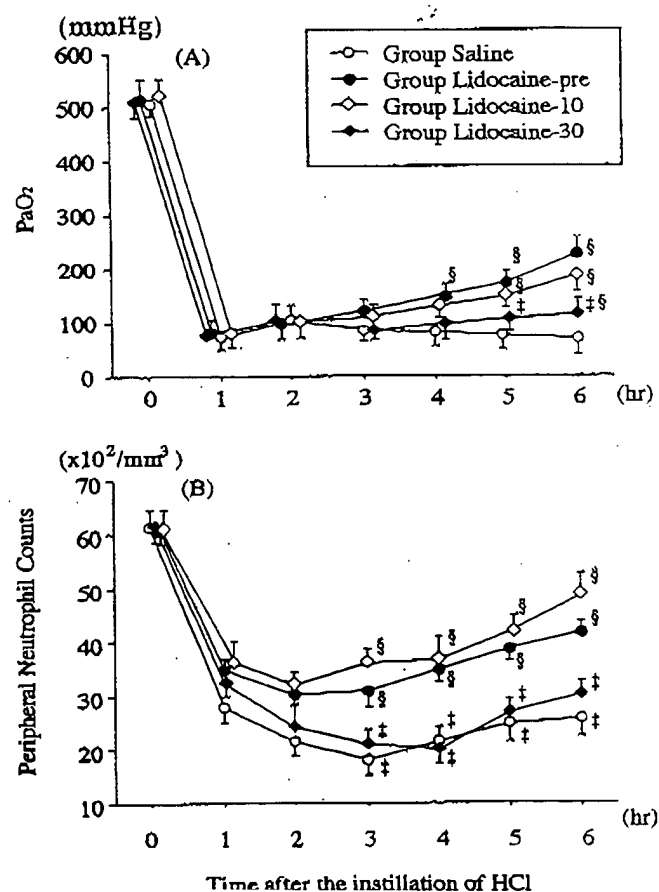 (mmHg)
600
500
400
300
200
100
0
PaO₂
(A)
Group Saline
Group Lidocaine-pre
Group Lidocaine-10
Group Lidocaine-30
§
§
§
§
§
‡
‡§
0 1 2 3 4 5 6 (hr)
(x10²/mm³)
70
60
50
40
30
20
10
Peripheral Neutrophil Counts
(B)
§
§
§
§
§
§
§
§
‡
‡
‡
‡
‡
‡
‡
‡
0 1 2 3 4 5 6 (hr)
Time after the instillation of HCl